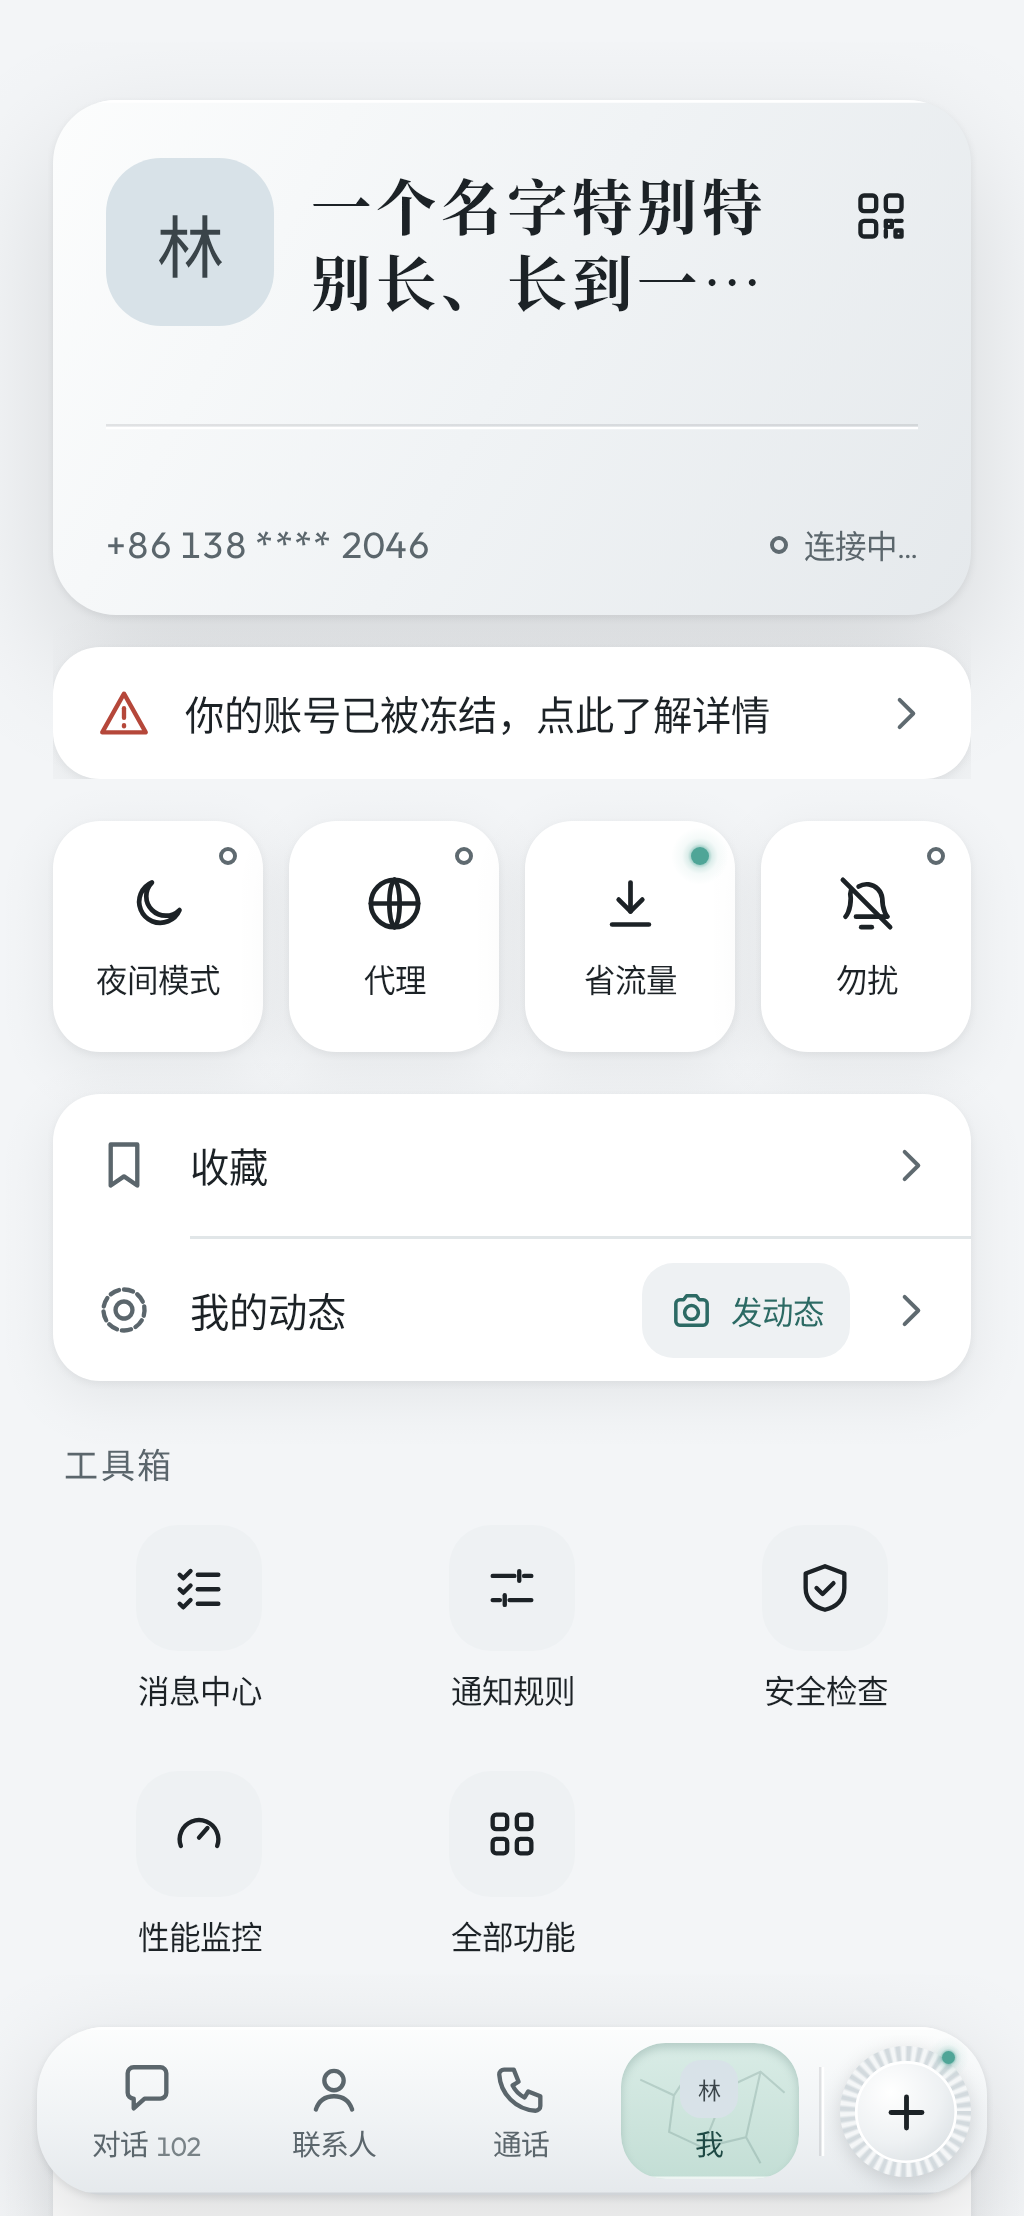 林
一个名字特别特
别长、长到一…
+86 138 **** 2046
连接中...
你的账号已被冻结，点此了解详情
夜间模式
代理
省流量
勿扰
收藏
我的动态
发动态
工具箱
消息中心
通知规则
安全检查
性能监控
全部功能
对话 102
联系人
通话
林
我